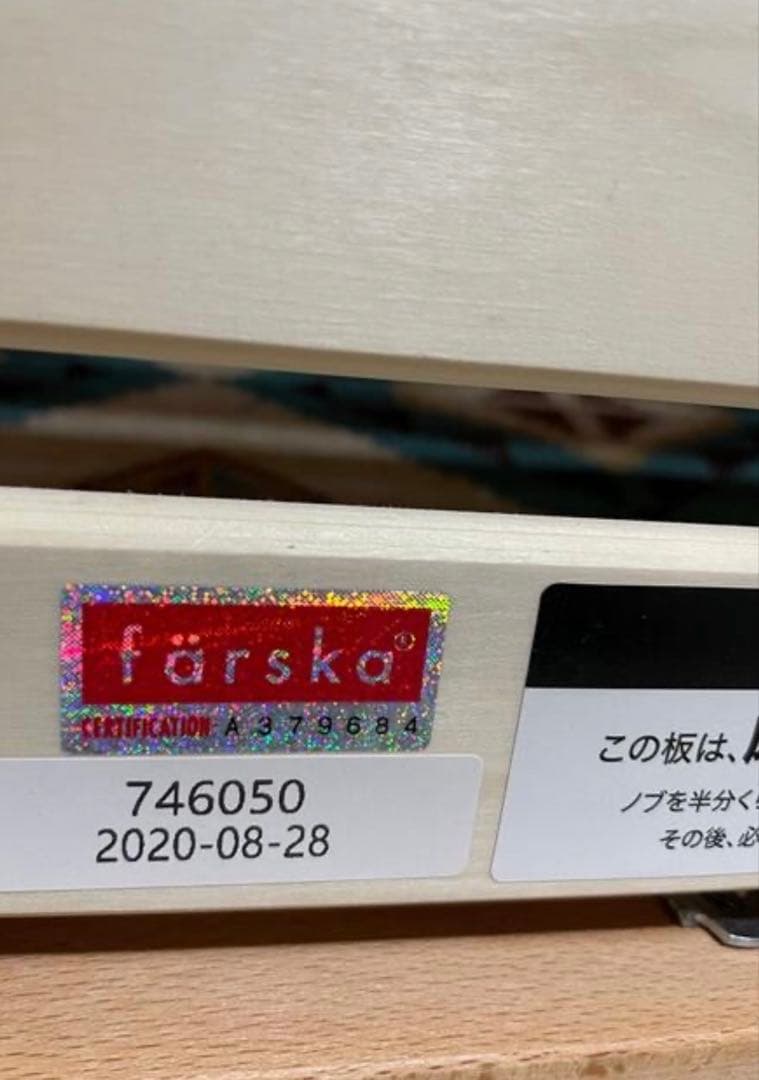 färska
CERTIFICATION A379684
746050
2020-08-28
この板は、
ノブを半分く
その後、必